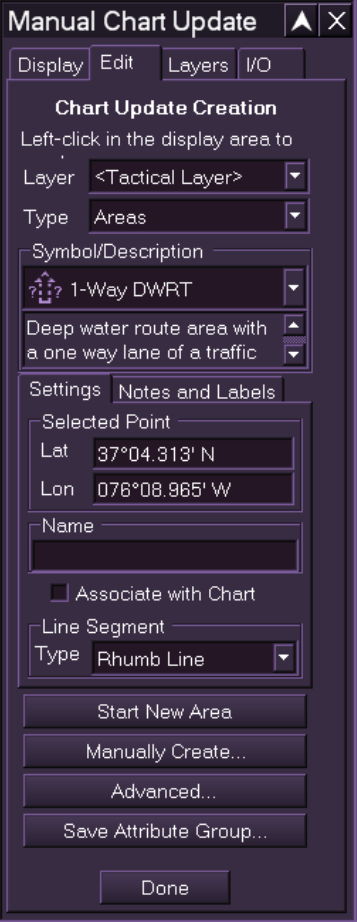 Manual Chart Update
Display Edit Layers I/O
Chart Update Creation
Left-click in the display area to
Layer <Tactical Layer>
Type Areas
Symbol/Description
?? 1-Way DWRT
Deep water route area with
a one way lane of a traffic
Settings Notes and Labels
Selected Point
Lat 37°04.313' N
Lon 076°08.965' W
Name
Associate with Chart
Line Segment
Type Rhumb Line
Start New Area
Manually Create...
Advanced...
Save Attribute Group...
Done